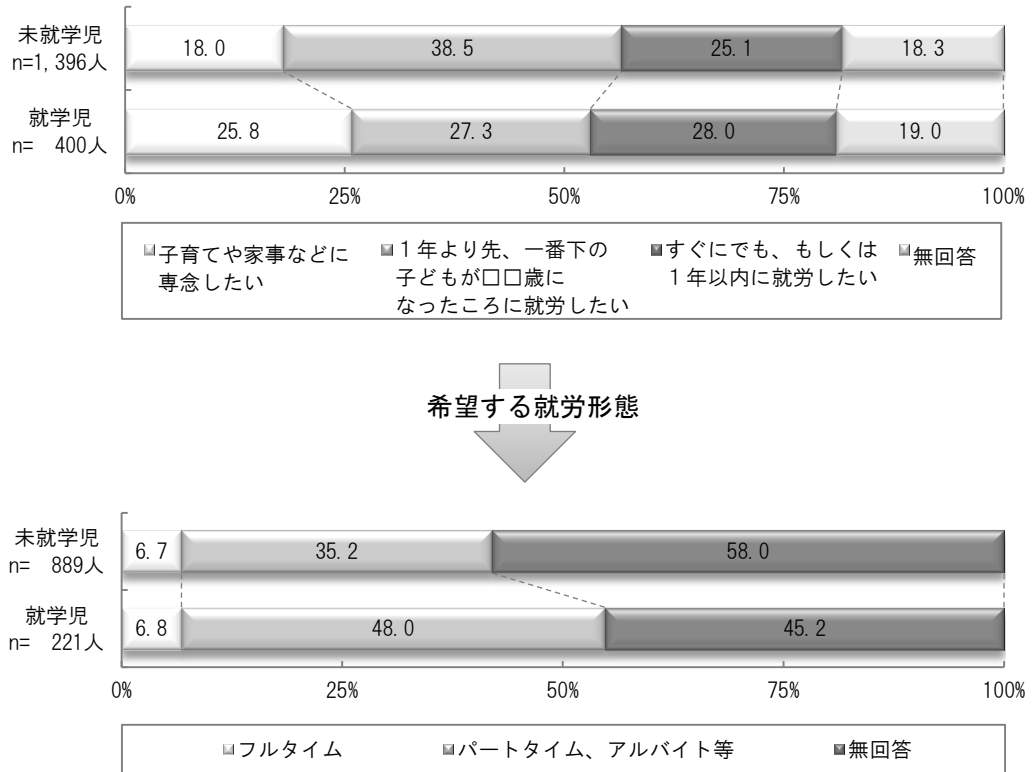 未就学児
n=1,396人
18.0 38.5 25.1 18.3
就学児
n= 400人
25.8 27.3 28.0 19.0
0% 25% 50% 75% 100%
子育てや家事などに
専念したい
１年より先、一番下の
子どもが□□歳に
なったころに就労したい
すぐにでも、もしくは
１年以内に就労したい
無回答
希望する就労形態
未就学児
n= 889人
6.7 35.2 58.0
就学児
n= 221人
6.8 48.0 45.2
0% 25% 50% 75% 100%
フルタイム パートタイム、アルバイト等 無回答